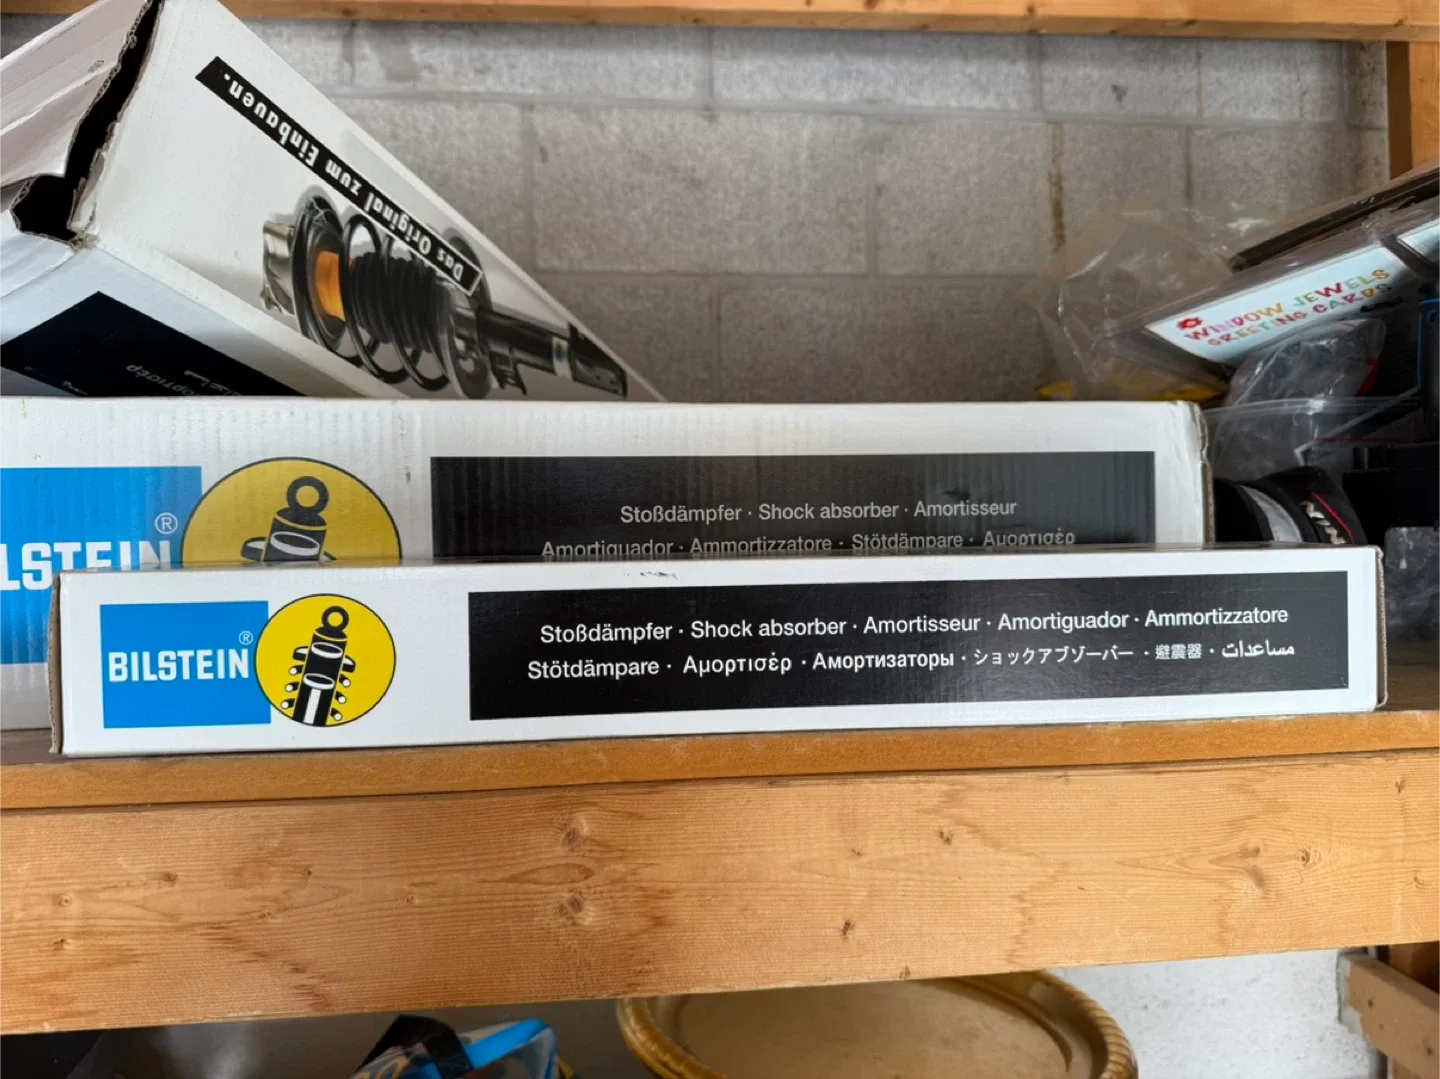 Das Original zum Einbauen.
WINDOW JEWELS
GREETING CARDS
LSTEIN®
Stoßdämpfer · Shock absorber · Amortisseur
Amortiguador · Ammortizzatore · Stötdämpare · Αμορτισέρ
BILSTEIN®
Stoßdämpfer · Shock absorber · Amortisseur · Amortiguador · Ammortizzatore
Stötdämpare · Αμορτισέρ · Амортизаторы · ショックアブゾーバー · 避震器 · مساعدات